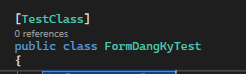 [TestClass]
0 references
public class FormDangKyTest
{